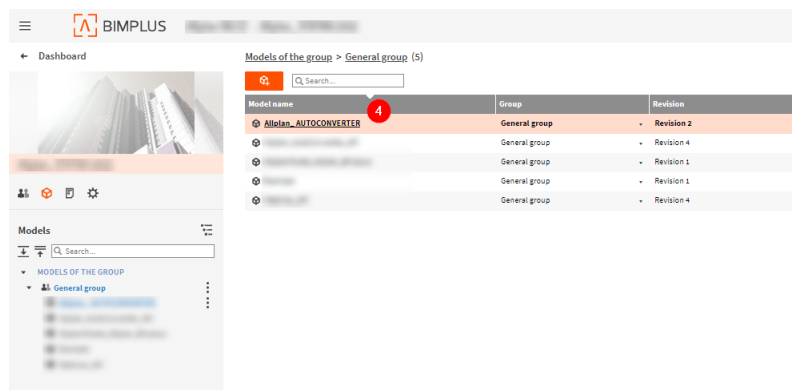 BIMPLUS
Dashboard
Models of the group > General group (5)
Search...
4
Model name Group Revision
Allplan_ AUTOCONVERTER General group Revision 2
General group Revision 4
General group Revision 1
General group Revision 1
General group Revision 4
Models
Search...
MODELS OF THE GROUP
General group